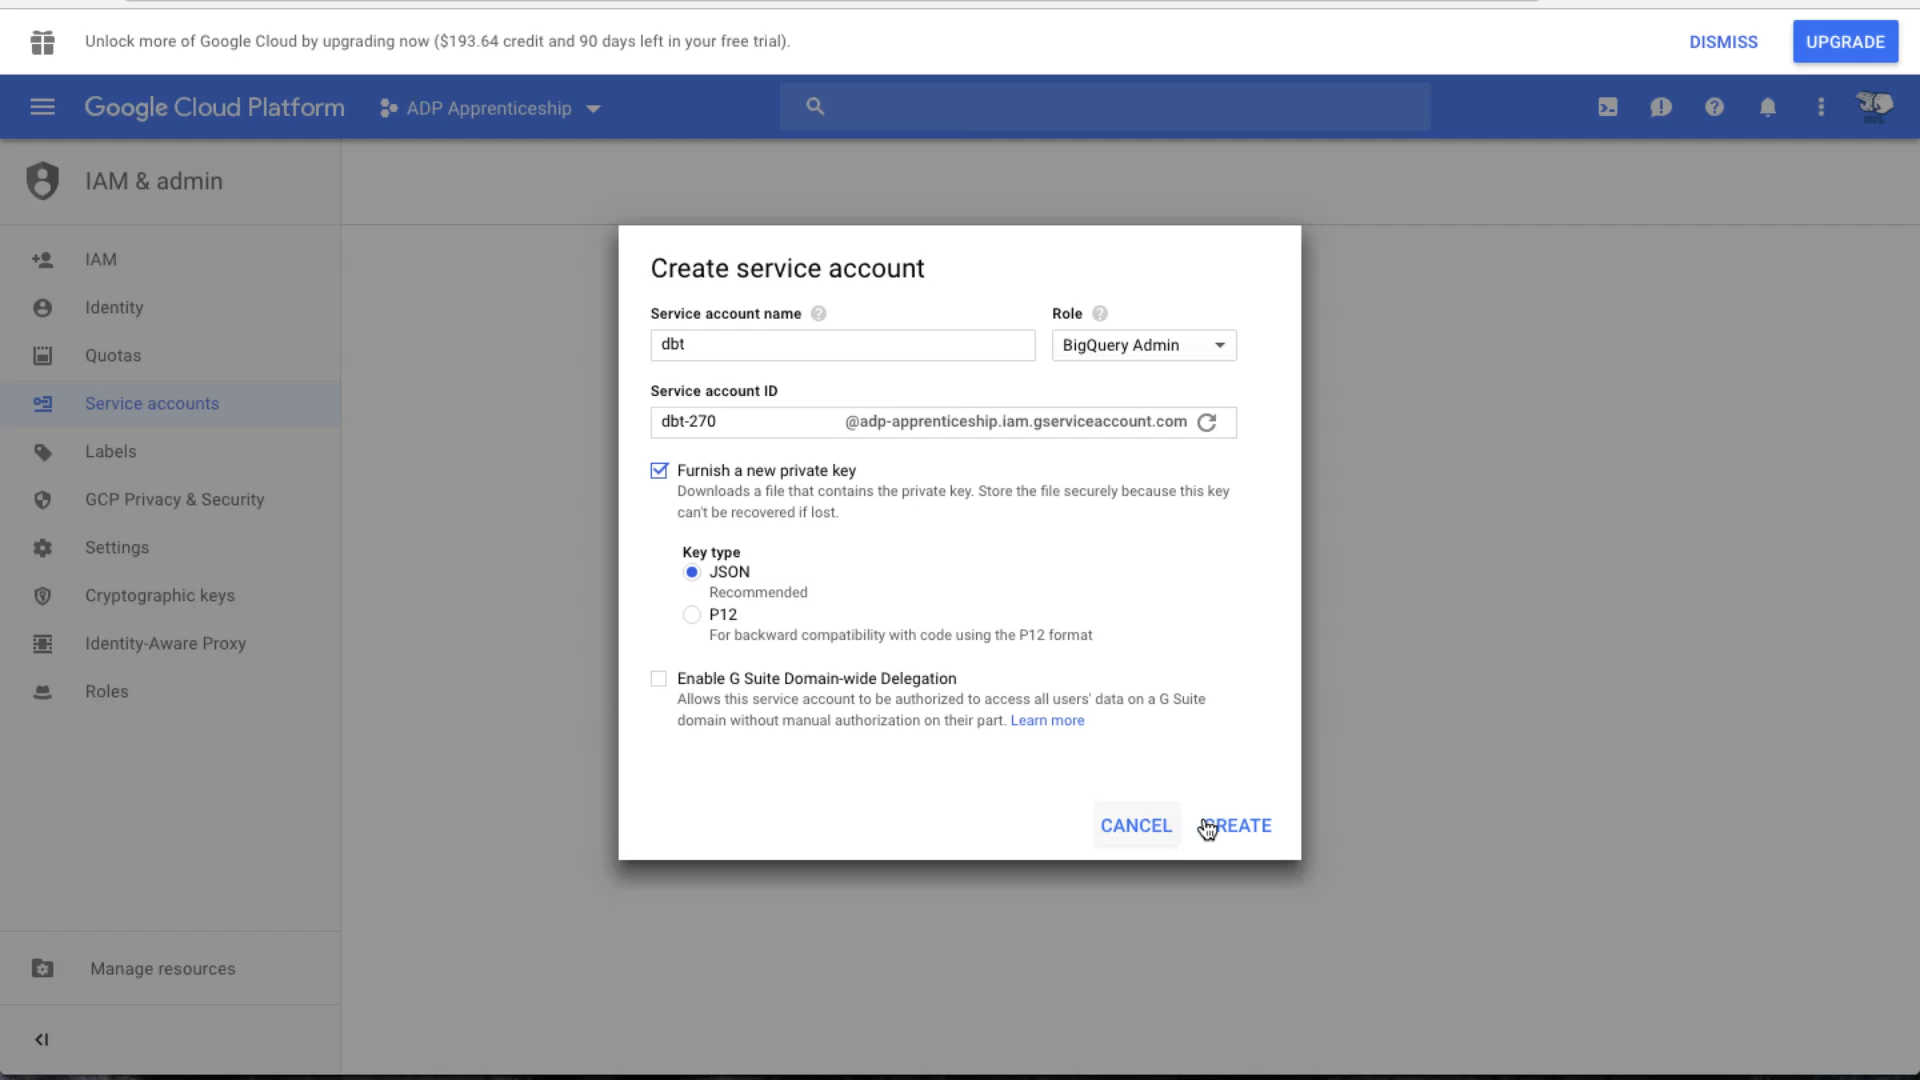 Unlock more of Google Cloud by upgrading now ($193.64 credit and 90 days left in your free trial).
DISMISS
UPGRADE
Google Cloud Platform
ADP Apprenticeship
IAM & admin
IAM
Identity
Quotas
Service accounts
Labels
GCP Privacy & Security
Settings
Cryptographic keys
Identity-Aware Proxy
Roles
Manage resources
Create service account
Service account name
Role
dbt
BigQuery Admin
Service account ID
dbt-270
@adp-apprenticeship.iam.gserviceaccount.com
Furnish a new private key
Downloads a file that contains the private key. Store the file securely because this key
can't be recovered if lost.
Key type
JSON
Recommended
P12
For backward compatibility with code using the P12 format
Enable G Suite Domain-wide Delegation
Allows this service account to be authorized to access all users' data on a G Suite
domain without manual authorization on their part. Learn more
CANCEL
CREATE